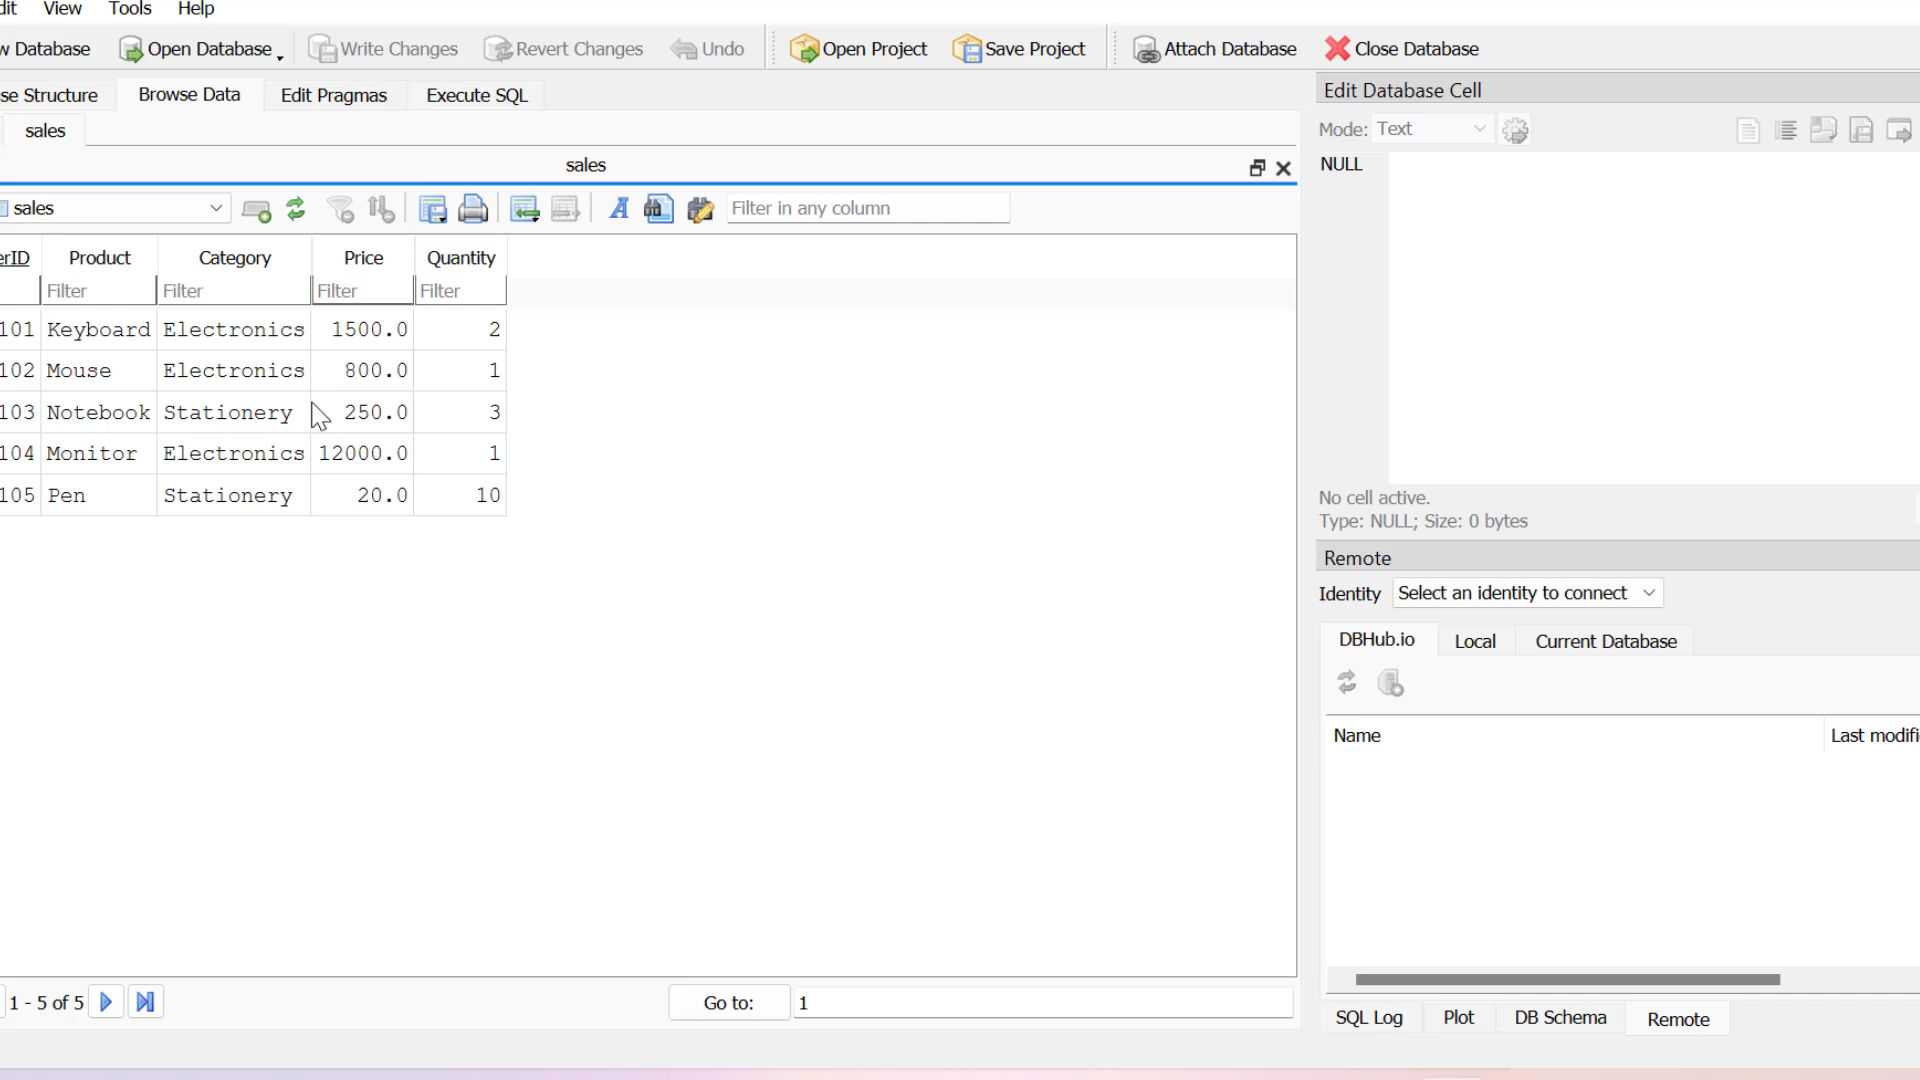 dit View Tools Help
w Database Open Database Write Changes Revert Changes Undo Open Project Save Project Attach Database Close Database
se Structure Browse Data Edit Pragmas Execute SQL
sales
sales
sales Filter in any column
erID Product Category Price Quantity
Filter Filter Filter Filter
101 Keyboard Electronics 1500.0 2
102 Mouse Electronics 800.0 1
103 Notebook Stationery 250.0 3
104 Monitor Electronics 12000.0 1
105 Pen Stationery 20.0 10
1 - 5 of 5 Go to: 1
Edit Database Cell
Mode: Text
NULL
No cell active.
Type: NULL; Size: 0 bytes
Remote
Identity Select an identity to connect
DBHub.io Local Current Database
Name Last modifi
SQL Log Plot DB Schema Remote